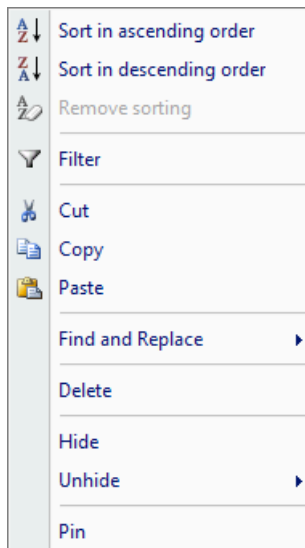 Sort in ascending order
Sort in descending order
Remove sorting
Filter
Cut
Copy
Paste
Find and Replace
Delete
Hide
Unhide
Pin